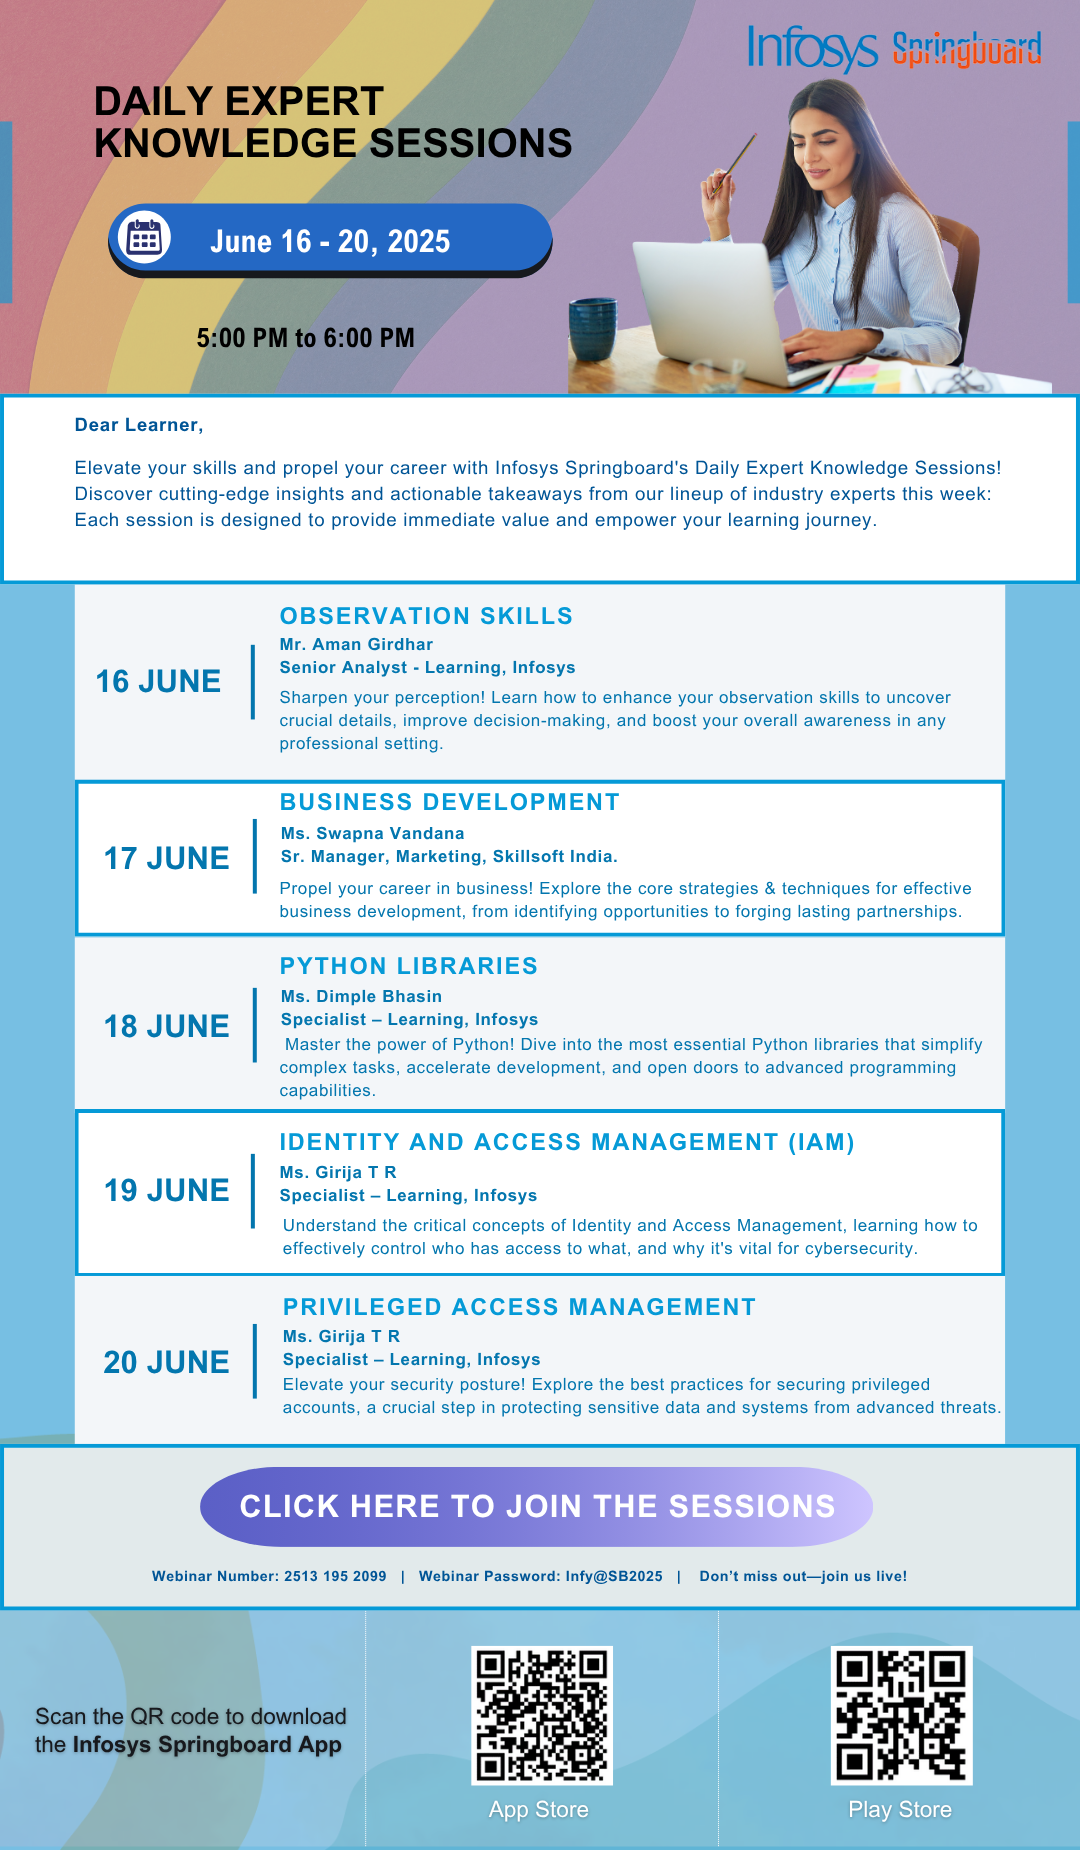 Infosys Springboard
DAILY EXPERT
KNOWLEDGE SESSIONS
June 16 - 20, 2025
5:00 PM to 6:00 PM
Dear Learner,
Elevate your skills and propel your career with Infosys Springboard's Daily Expert Knowledge Sessions!
Discover cutting-edge insights and actionable takeaways from our lineup of industry experts this week:
Each session is designed to provide immediate value and empower your learning journey.
16 JUNE
OBSERVATION SKILLS
Mr. Aman Girdhar
Senior Analyst - Learning, Infosys
Sharpen your perception! Learn how to enhance your observation skills to uncover
crucial details, improve decision-making, and boost your overall awareness in any
professional setting.
17 JUNE
BUSINESS DEVELOPMENT
Ms. Swapna Vandana
Sr. Manager, Marketing, Skillsoft India.
Propel your career in business! Explore the core strategies & techniques for effective
business development, from identifying opportunities to forging lasting partnerships.
18 JUNE
PYTHON LIBRARIES
Ms. Dimple Bhasin
Specialist – Learning, Infosys
Master the power of Python! Dive into the most essential Python libraries that simplify
complex tasks, accelerate development, and open doors to advanced programming
capabilities.
19 JUNE
IDENTITY AND ACCESS MANAGEMENT (IAM)
Ms. Girija T R
Specialist – Learning, Infosys
Understand the critical concepts of Identity and Access Management, learning how to
effectively control who has access to what, and why it's vital for cybersecurity.
20 JUNE
PRIVILEGED ACCESS MANAGEMENT
Ms. Girija T R
Specialist – Learning, Infosys
Elevate your security posture! Explore the best practices for securing privileged
accounts, a crucial step in protecting sensitive data and systems from advanced threats.
CLICK HERE TO JOIN THE SESSIONS
Webinar Number: 2513 195 2099 | Webinar Password: Infy@SB2025 | Don’t miss out—join us live!
Scan the QR code to download
the Infosys Springboard App
App Store
Play Store